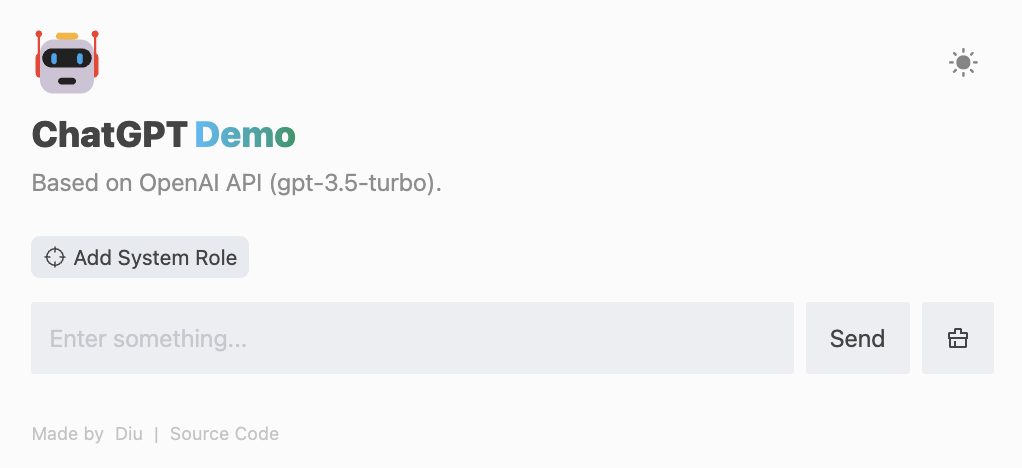 ChatGPT Demo
Based on OpenAI API (gpt-3.5-turbo).
Add System Role
Enter something...
Send
Made by Diu | Source Code